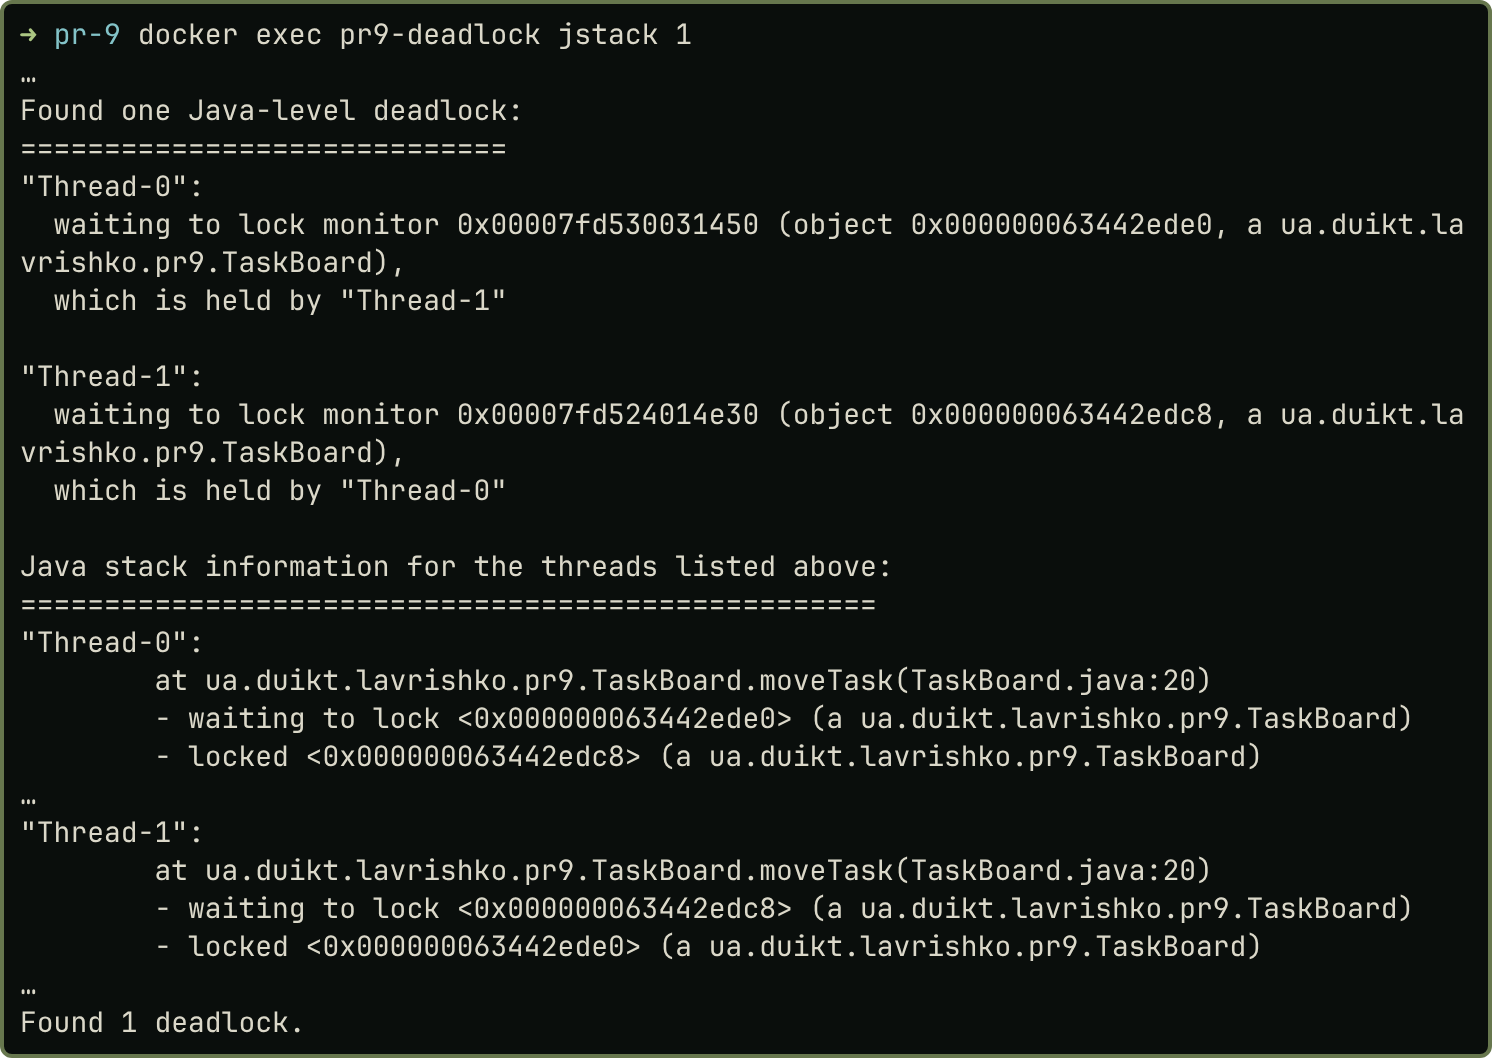 → pr-9 docker exec pr9-deadlock jstack 1
…
Found one Java-level deadlock:
=============================
"Thread-0":
  waiting to lock monitor 0x00007fd530031450 (object 0x000000063442ede0, a ua.duikt.la
vrishko.pr9.TaskBoard),
  which is held by "Thread-1"

"Thread-1":
  waiting to lock monitor 0x00007fd524014e30 (object 0x000000063442edc8, a ua.duikt.la
vrishko.pr9.TaskBoard),
  which is held by "Thread-0"

Java stack information for the threads listed above:
===================================================
"Thread-0":
        at ua.duikt.lavrishko.pr9.TaskBoard.moveTask(TaskBoard.java:20)
        - waiting to lock <0x000000063442ede0> (a ua.duikt.lavrishko.pr9.TaskBoard)
        - locked <0x000000063442edc8> (a ua.duikt.lavrishko.pr9.TaskBoard)
…
"Thread-1":
        at ua.duikt.lavrishko.pr9.TaskBoard.moveTask(TaskBoard.java:20)
        - waiting to lock <0x000000063442edc8> (a ua.duikt.lavrishko.pr9.TaskBoard)
        - locked <0x000000063442ede0> (a ua.duikt.lavrishko.pr9.TaskBoard)
…
Found 1 deadlock.